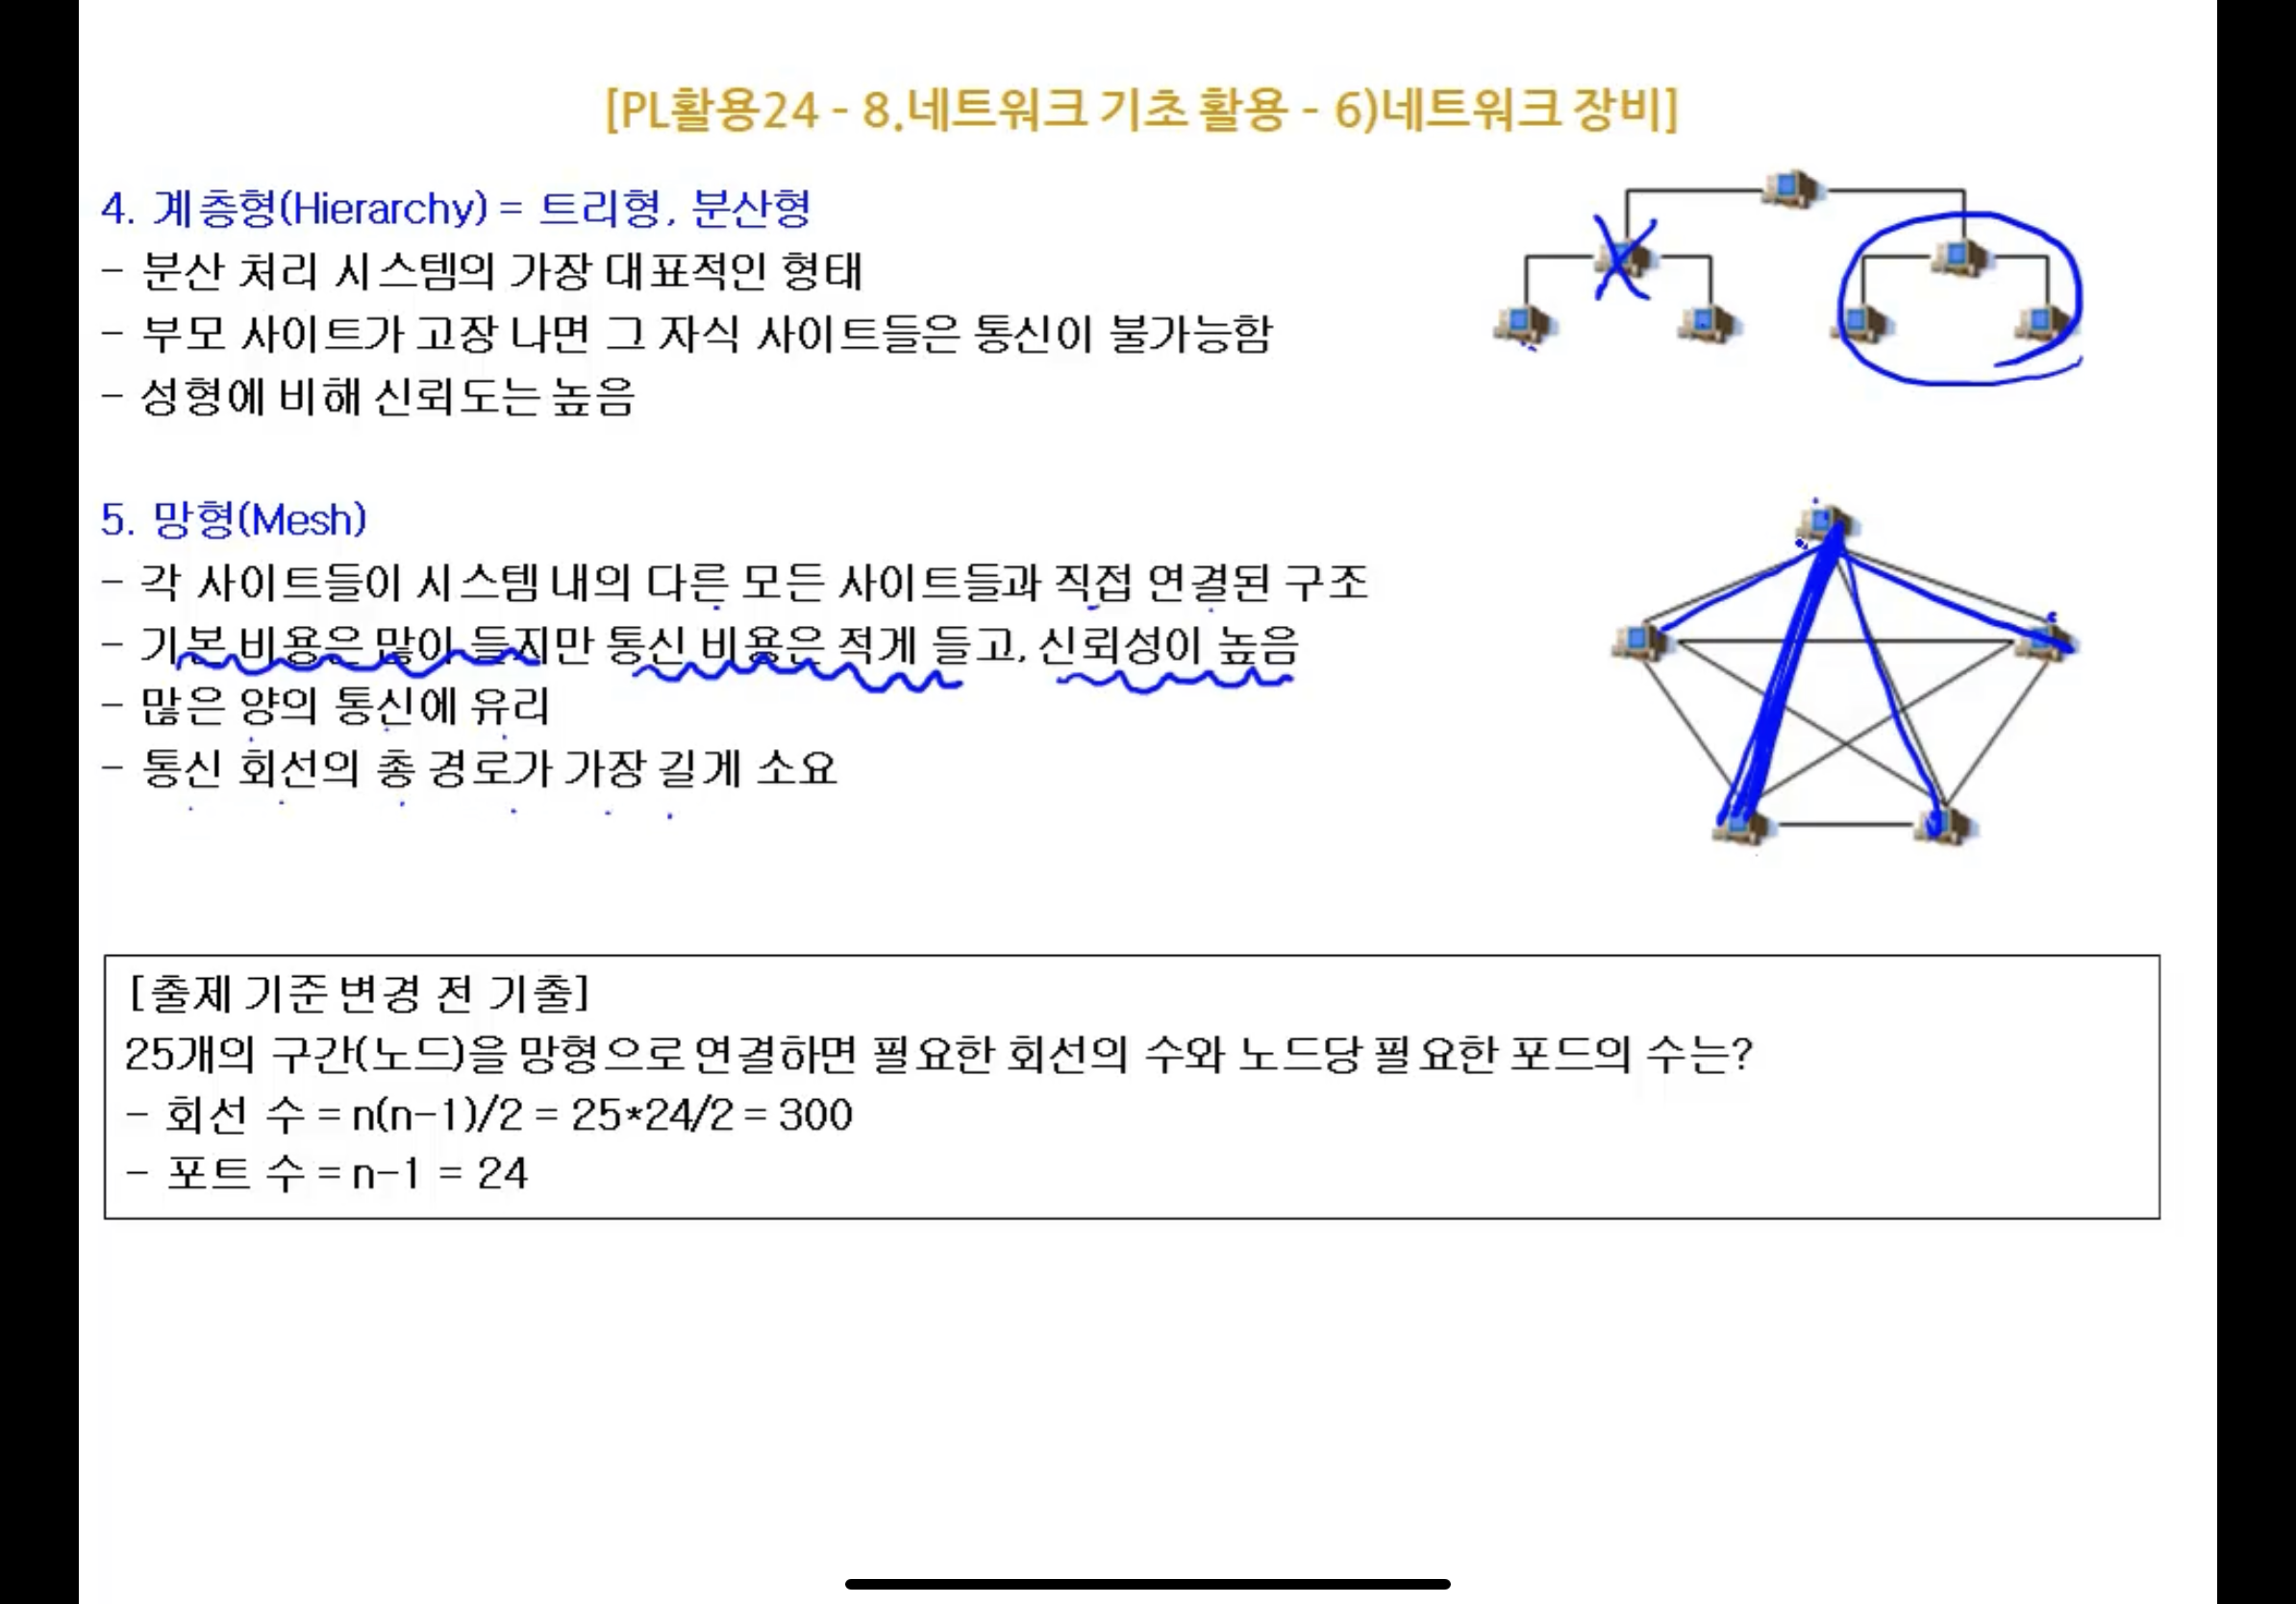 [PL활용24 - 8.네트워크 기초 활용 - 6)네트워크 장비]
4. 계층형(Hierarchy) = 트리형, 분산형
- 분산 처리 시스템의 가장 대표적인 형태
- 부모 사이트가 고장 나면 그 자식 사이트들은 통신이 불가능함
- 성형에 비해 신뢰도는 높음
5. 망형(Mesh)
- 각 사이트들이 시스템 내의 다른 모든 사이트들과 직접 연결된 구조
- 기본 비용은 많이 들지만 통신 비용은 적게 들고, 신뢰성이 높음
- 많은 양의 통신에 유리
- 통신 회선의 총 경로가 가장 길게 소요
[출제 기준 변경 전 기출]
25개의 구간(노드)을 망형으로 연결하면 필요한 회선의 수와 노드당 필요한 포드의 수는?
- 회선 수 = n(n-1)/2 = 25*24/2 = 300
- 포트 수 = n-1 = 24